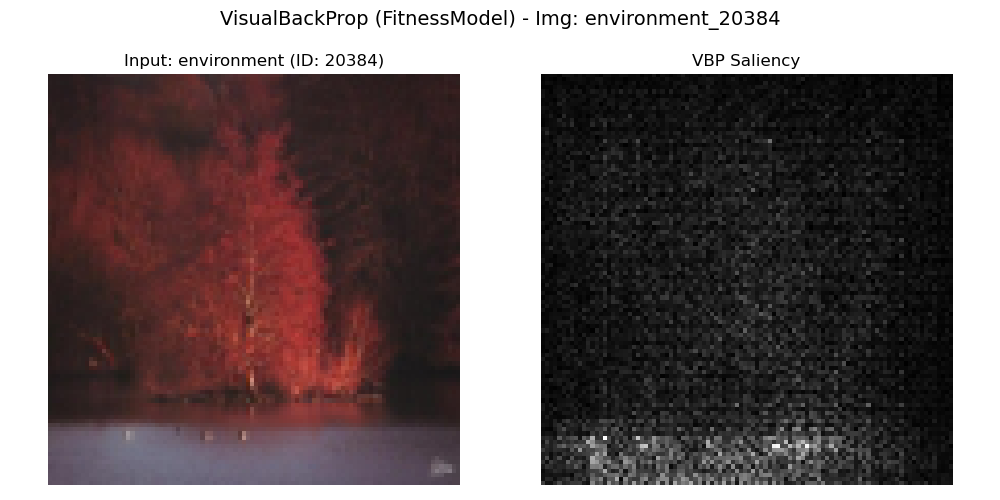 VisualBackProp (FitnessModel) - Img: environment_20384
Input: environment (ID: 20384)
VBP Saliency